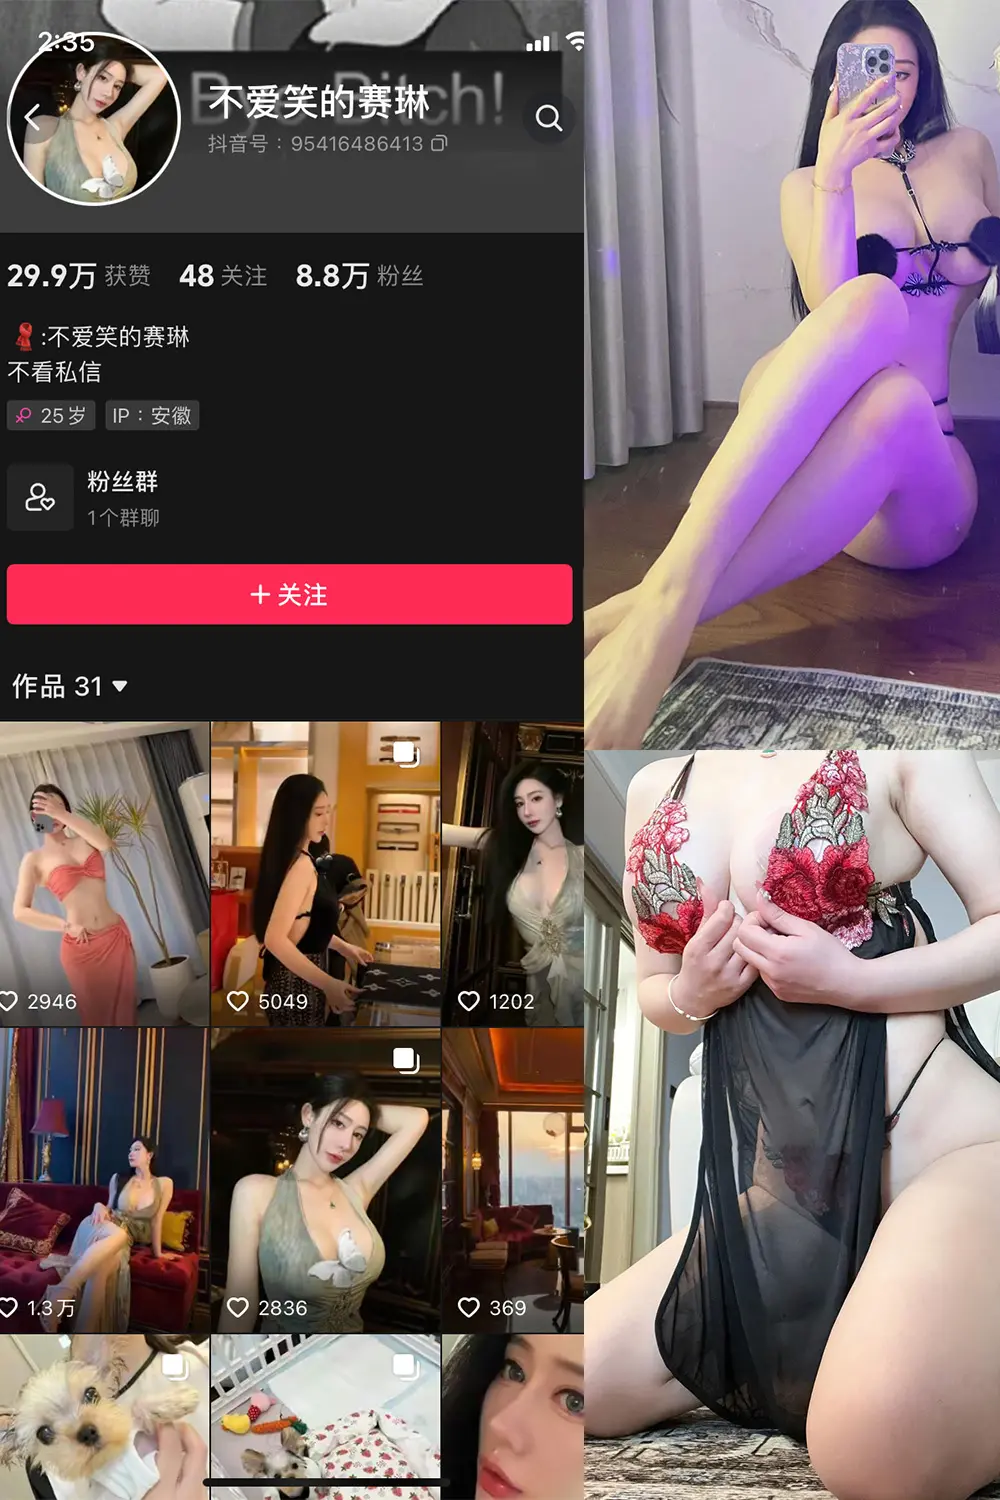 2:35
不爱笑的赛琳
抖音号：95416486413
29.9万 获赞 48 关注 8.8万 粉丝
:不爱笑的赛琳
不看私信
25岁 IP：安徽
粉丝群
1个群聊
+ 关注
作品 31
2946
5049
1202
1.3万
2836
369